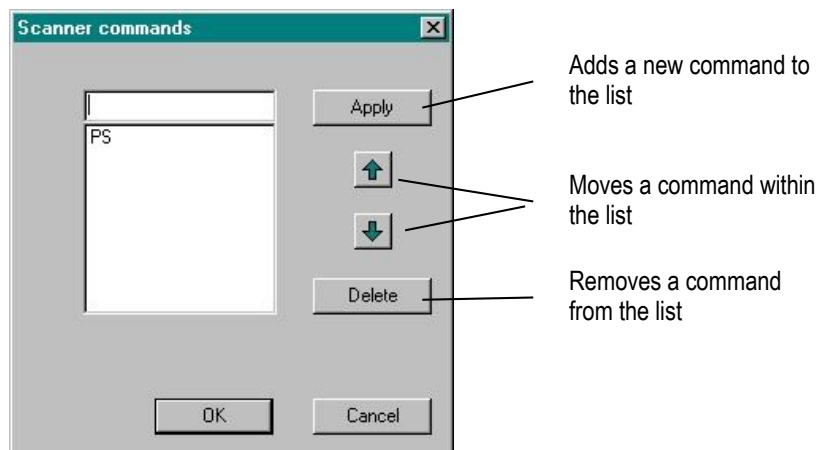 Scanner commands
Adds a new command to
the list
Apply
PS
Moves a command within
the list
Delete
Removes a command
from the list
OK
Cancel